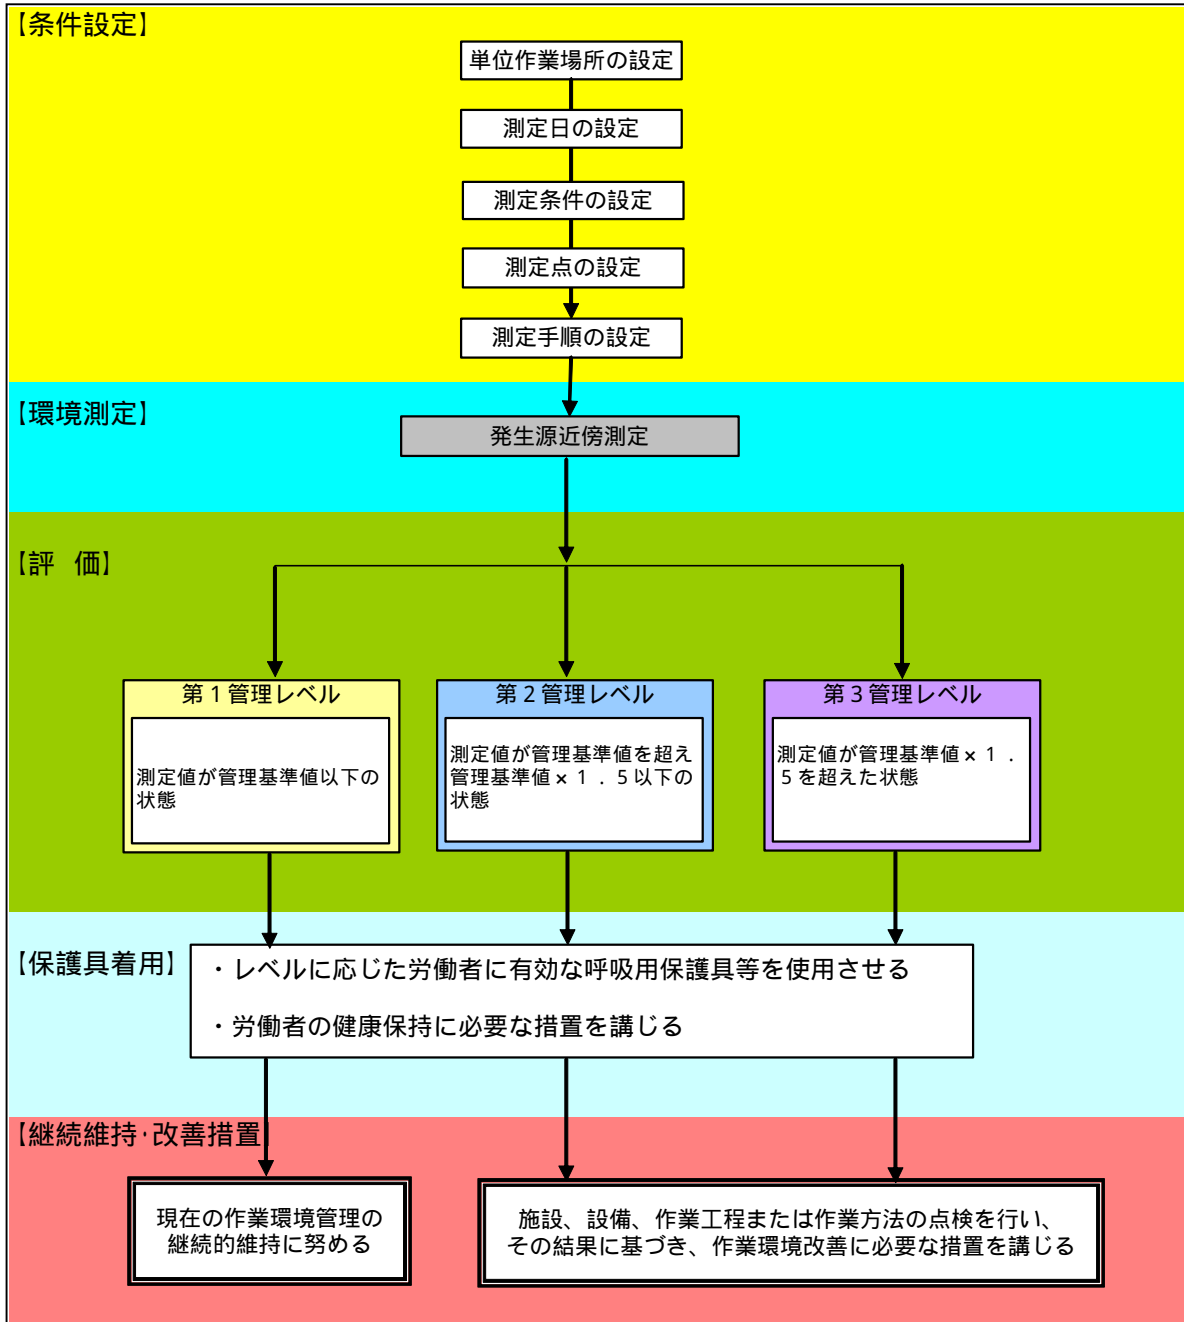 【条件設定】
単位作業場所の設定
測定日の設定
測定条件の設定
測定点の設定
測定手順の設定
【環境測定】
発生源近傍測定
【評　価】
第１管理レベル
測定値が管理基準値以下の
状態
第２管理レベル
測定値が管理基準値を超え
管理基準値×１．５以下の
状態
第３管理レベル
測定値が管理基準値×１．
５を超えた状態
【保護具着用】
・レベルに応じた労働者に有効な呼吸用保護具等を使用させる
・労働者の健康保持に必要な措置を講じる
【継続維持・改善措置】
現在の作業環境管理の
継続的維持に努める
施設、設備、作業工程または作業方法の点検を行い、
その結果に基づき、作業環境改善に必要な措置を講じる